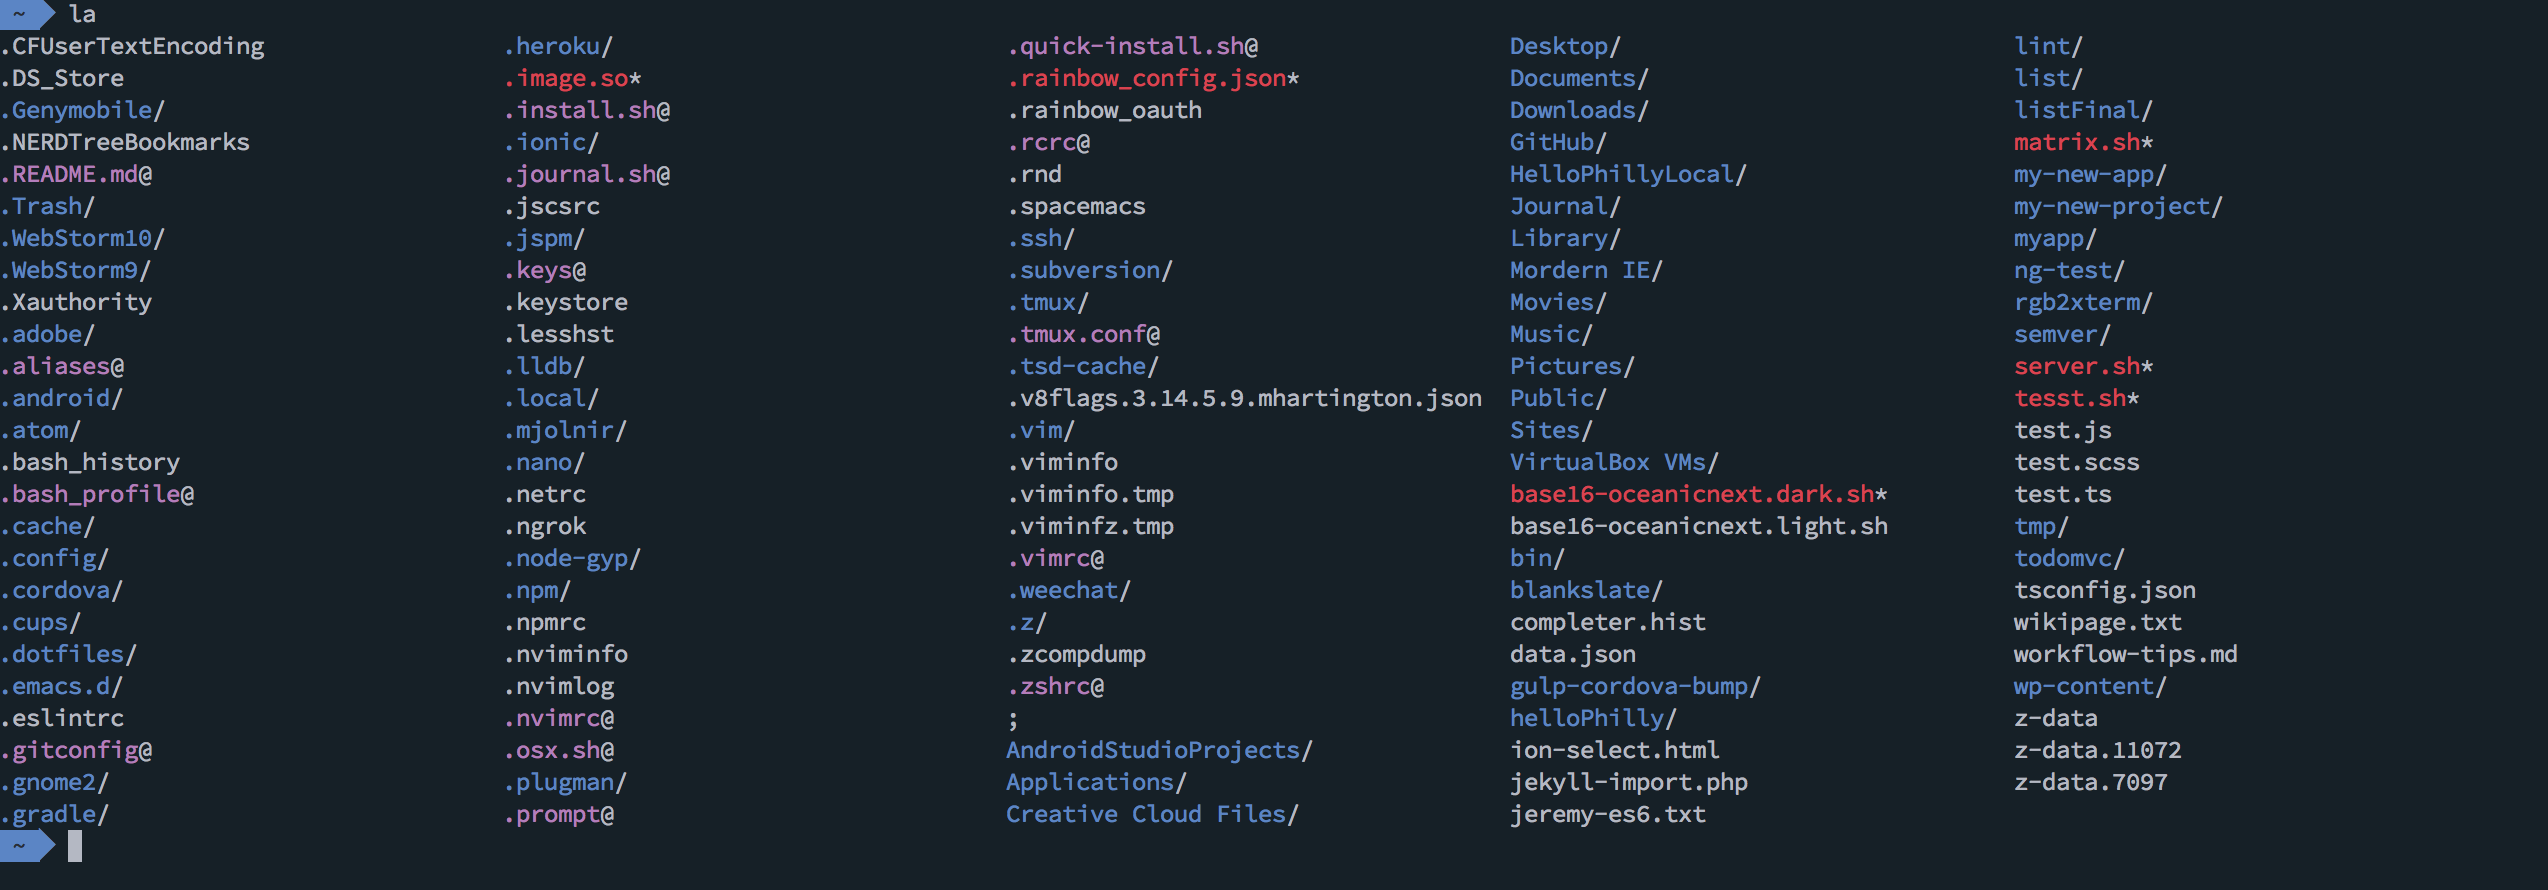 ~ la
.CFUserTextEncoding .heroku/ .quick-install.sh@ Desktop/ lint/
.DS_Store .image.so* .rainbow_config.json* Documents/ list/
.Genymobile/ .install.sh@ .rainbow_oauth Downloads/ listFinal/
.NERDTreeBookmarks .ionic/ .rcrc@ GitHub/ matrix.sh*
.README.md@ .journal.sh@ .rnd HelloPhillyLocal/ my-new-app/
.Trash/ .jscsrc .spacemacs Journal/ my-new-project/
.WebStorm10/ .jspm/ .ssh/ Library/ myapp/
.WebStorm9/ .keys@ .subversion/ Mordern IE/ ng-test/
.Xauthority .keystore .tmux/ Movies/ rgb2xterm/
.adobe/ .lesshst .tmux.conf@ Music/ semver/
.aliases@ .lldb/ .tsd-cache/ Pictures/ server.sh*
.android/ .local/ .v8flags.3.14.5.9.mhartington.json Public/ tesst.sh*
.atom/ .mjolnir/ .vim/ Sites/ test.js
.bash_history .nano/ .viminfo VirtualBox VMs/ test.scss
.bash_profile@ .netrc .viminfo.tmp base16-oceanicnext.dark.sh* test.ts
.cache/ .ngrok .viminfz.tmp base16-oceanicnext.light.sh tmp/
.config/ .node-gyp/ .vimrc@ bin/ todomvc/
.cordova/ .npm/ .weechat/ blankslate/ tsconfig.json
.cups/ .npmrc .z/ completer.hist wikipage.txt
.dotfiles/ .nviminfo .zcompdump data.json workflow-tips.md
.emacs.d/ .nvimlog .zshrc@ gulp-cordova-bump/ wp-content/
.eslintrc .nvimrc@ ; helloPhilly/ z-data
.gitconfig@ .osx.sh@ AndroidStudioProjects/ ion-select.html z-data.11072
.gnome2/ .plugman/ Applications/ jekyll-import.php z-data.7097
.gradle/ .prompt@ Creative Cloud Files/ jeremy-es6.txt
~